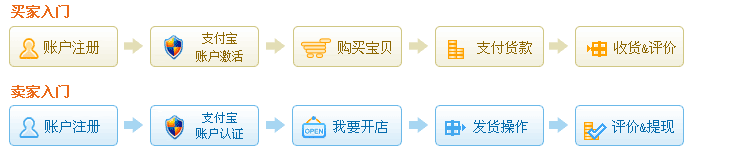 买家入门
账户注册
支付宝
账户激活
购买宝贝
支付货款
收货&评价
卖家入门
账户注册
支付宝
账户认证
OPEN
我要开店
发货操作
评价&提现